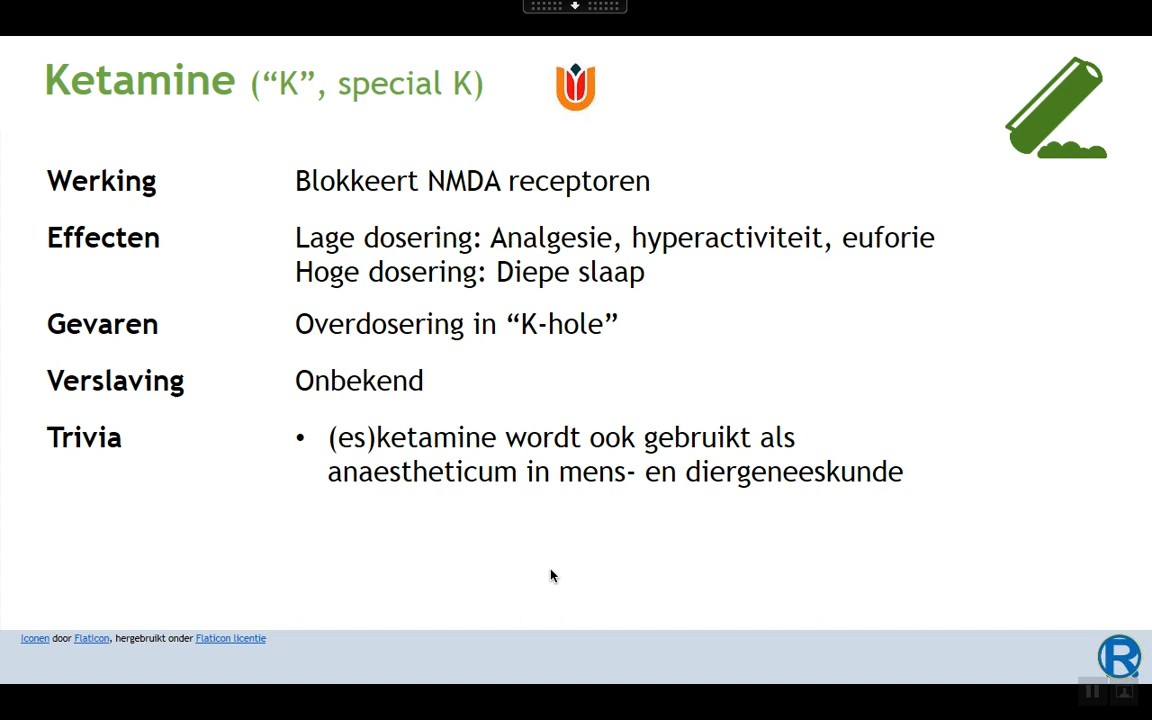 Ketamine (“K”, special K)
Werking Blokkeert NMDA receptoren
Effecten Lage dosering: Analgesie, hyperactiviteit, euforie
Hoge dosering: Diepe slaap
Gevaren Overdosering in “K-hole”
Verslaving Onbekend
Trivia • (es)ketamine wordt ook gebruikt als
anaestheticum in mens- en diergeneeskunde
Iconen door Flaticon, hergebruikt onder Flaticon licentie
R